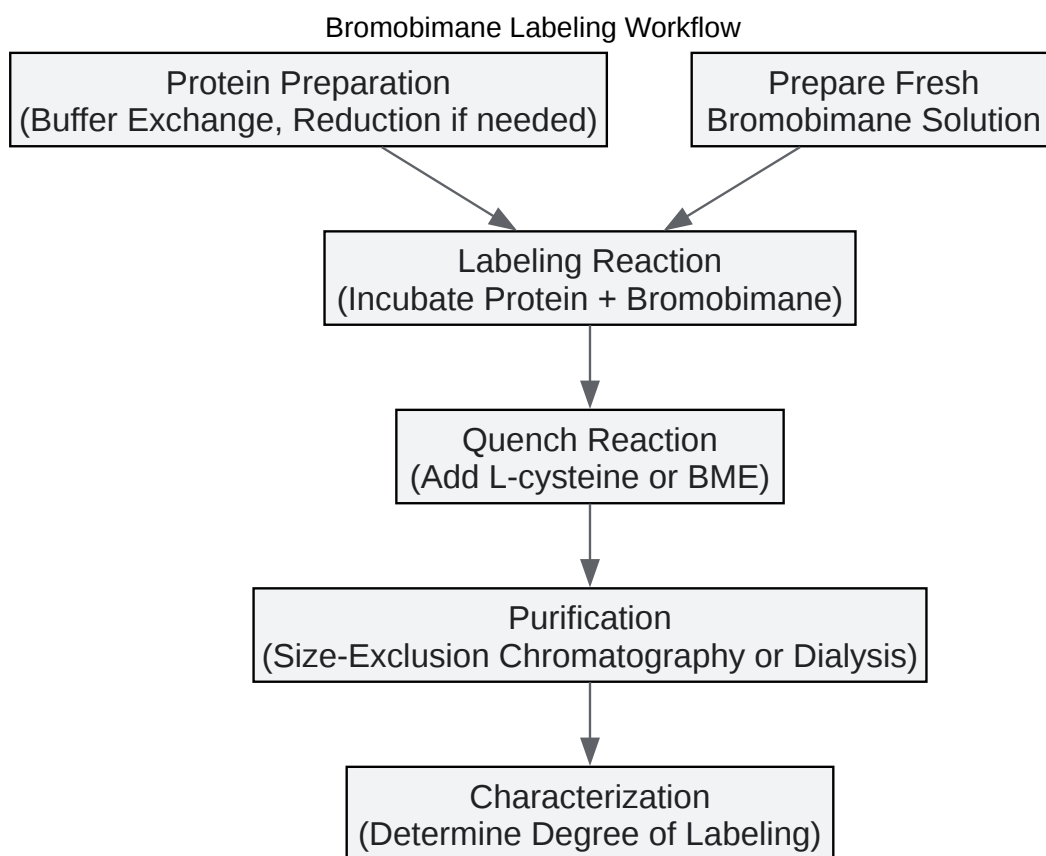 Bromobimane Labeling Workflow
Protein Preparation
(Buffer Exchange, Reduction if needed)
Prepare Fresh
Bromobimane Solution
Labeling Reaction
(Incubate Protein + Bromobimane)
Quench Reaction
(Add L-cysteine or BME)
Purification
(Size-Exclusion Chromatography or Dialysis)
Characterization
(Determine Degree of Labeling)